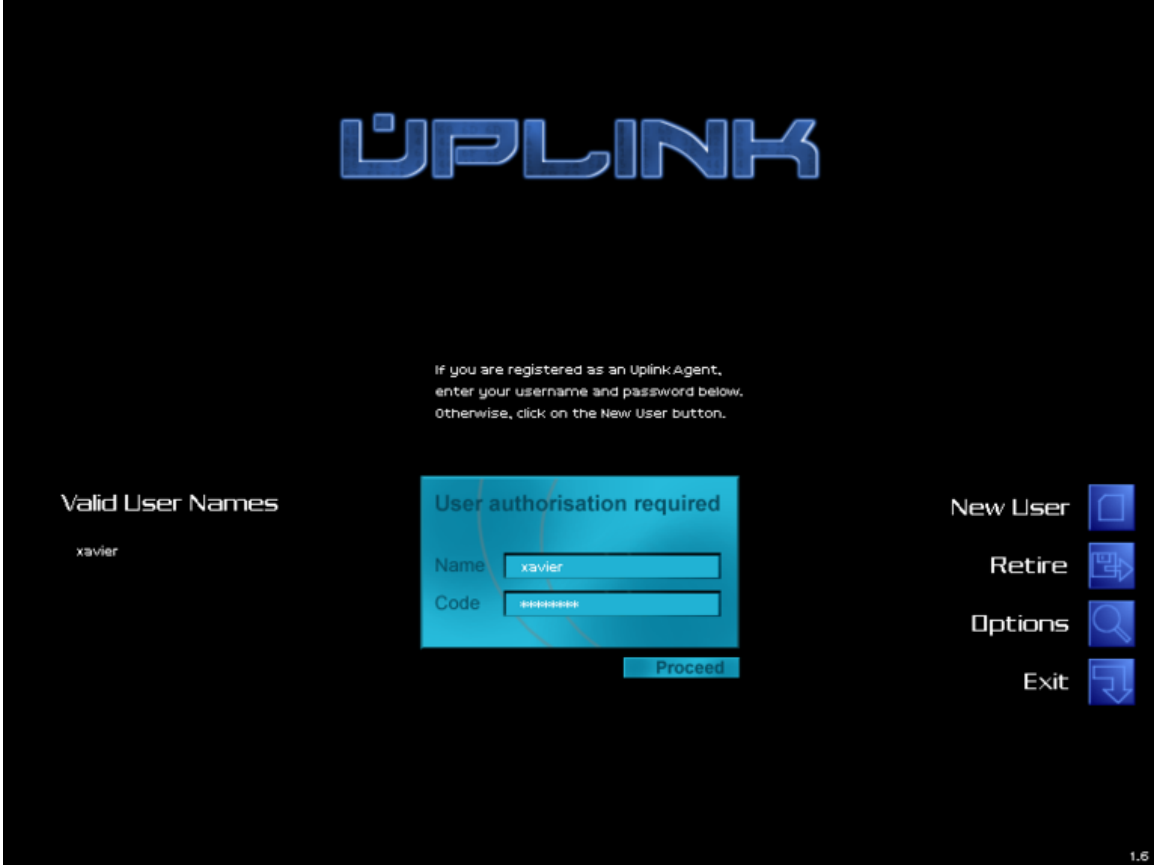 UPLINK
If you are registered as an Uplink Agent,
enter your username and password below.
Otherwise, click on the New User button.
Valid User Names
xavier
User authorisation required
Name xavier
Code ********
Proceed
New User
Retire
Options
Exit
1.6